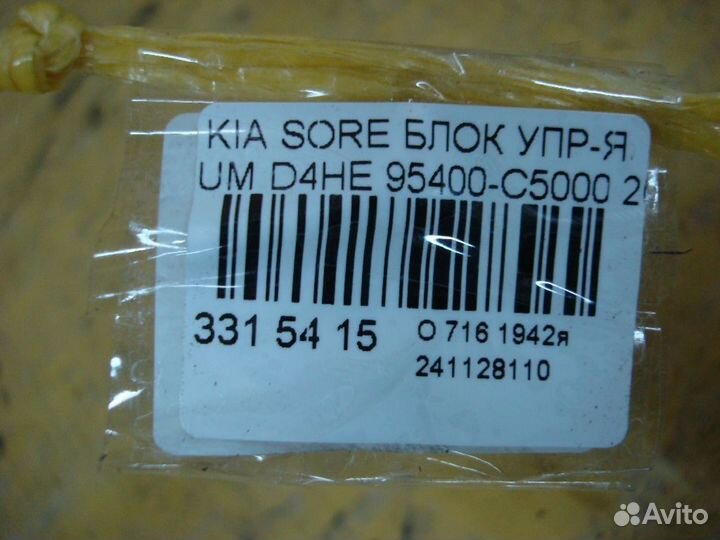 KIA SORE БЛОК УПР-Я
UM D4HE 95400-C5000
331 54 15
О 716 1942я
241128110
Avito